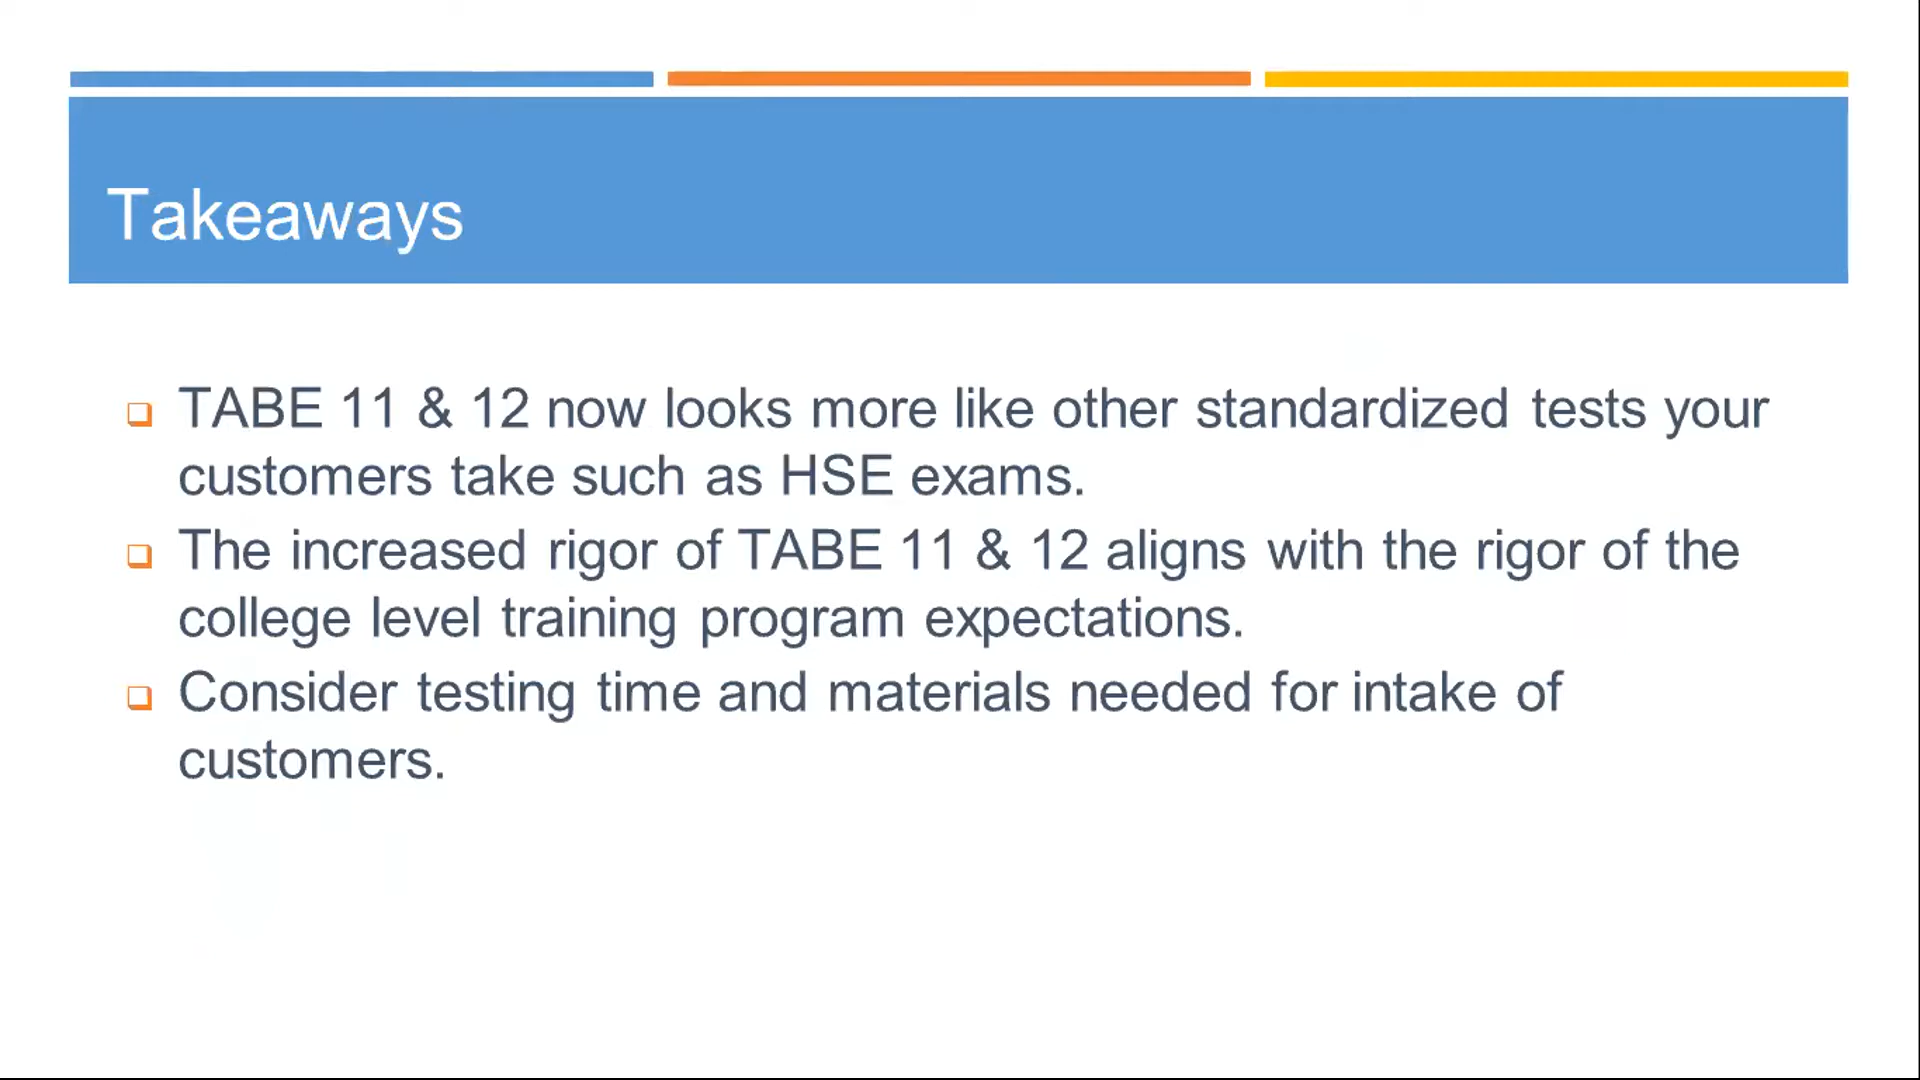 Takeaways
TABE 11 & 12 now looks more like other standardized tests your
customers take such as HSE exams.
The increased rigor of TABE 11 & 12 aligns with the rigor of the
college level training program expectations.
Consider testing time and materials needed for intake of
customers.